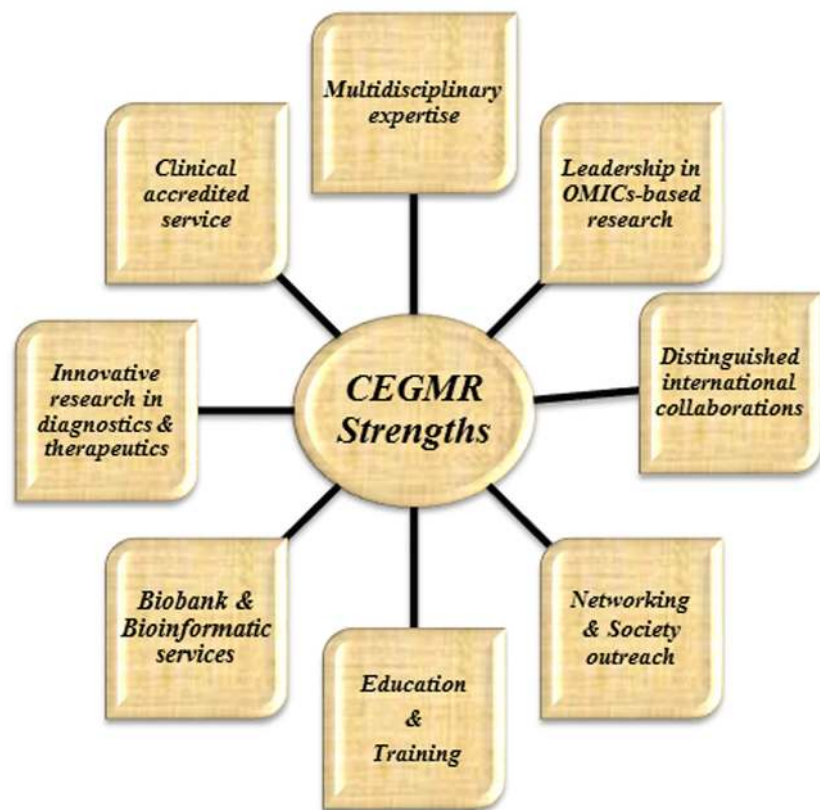 Multidisciplinary
expertise
Leadership in
OMICs-based
research
Distinguished
international
collaborations
Networking
& Society
outreach
Education
&
Training
Biobank &
Bioinformatic
services
Innovative
research in
diagnostics &
therapeutics
Clinical
accredited
service
CEGMR
Strengths